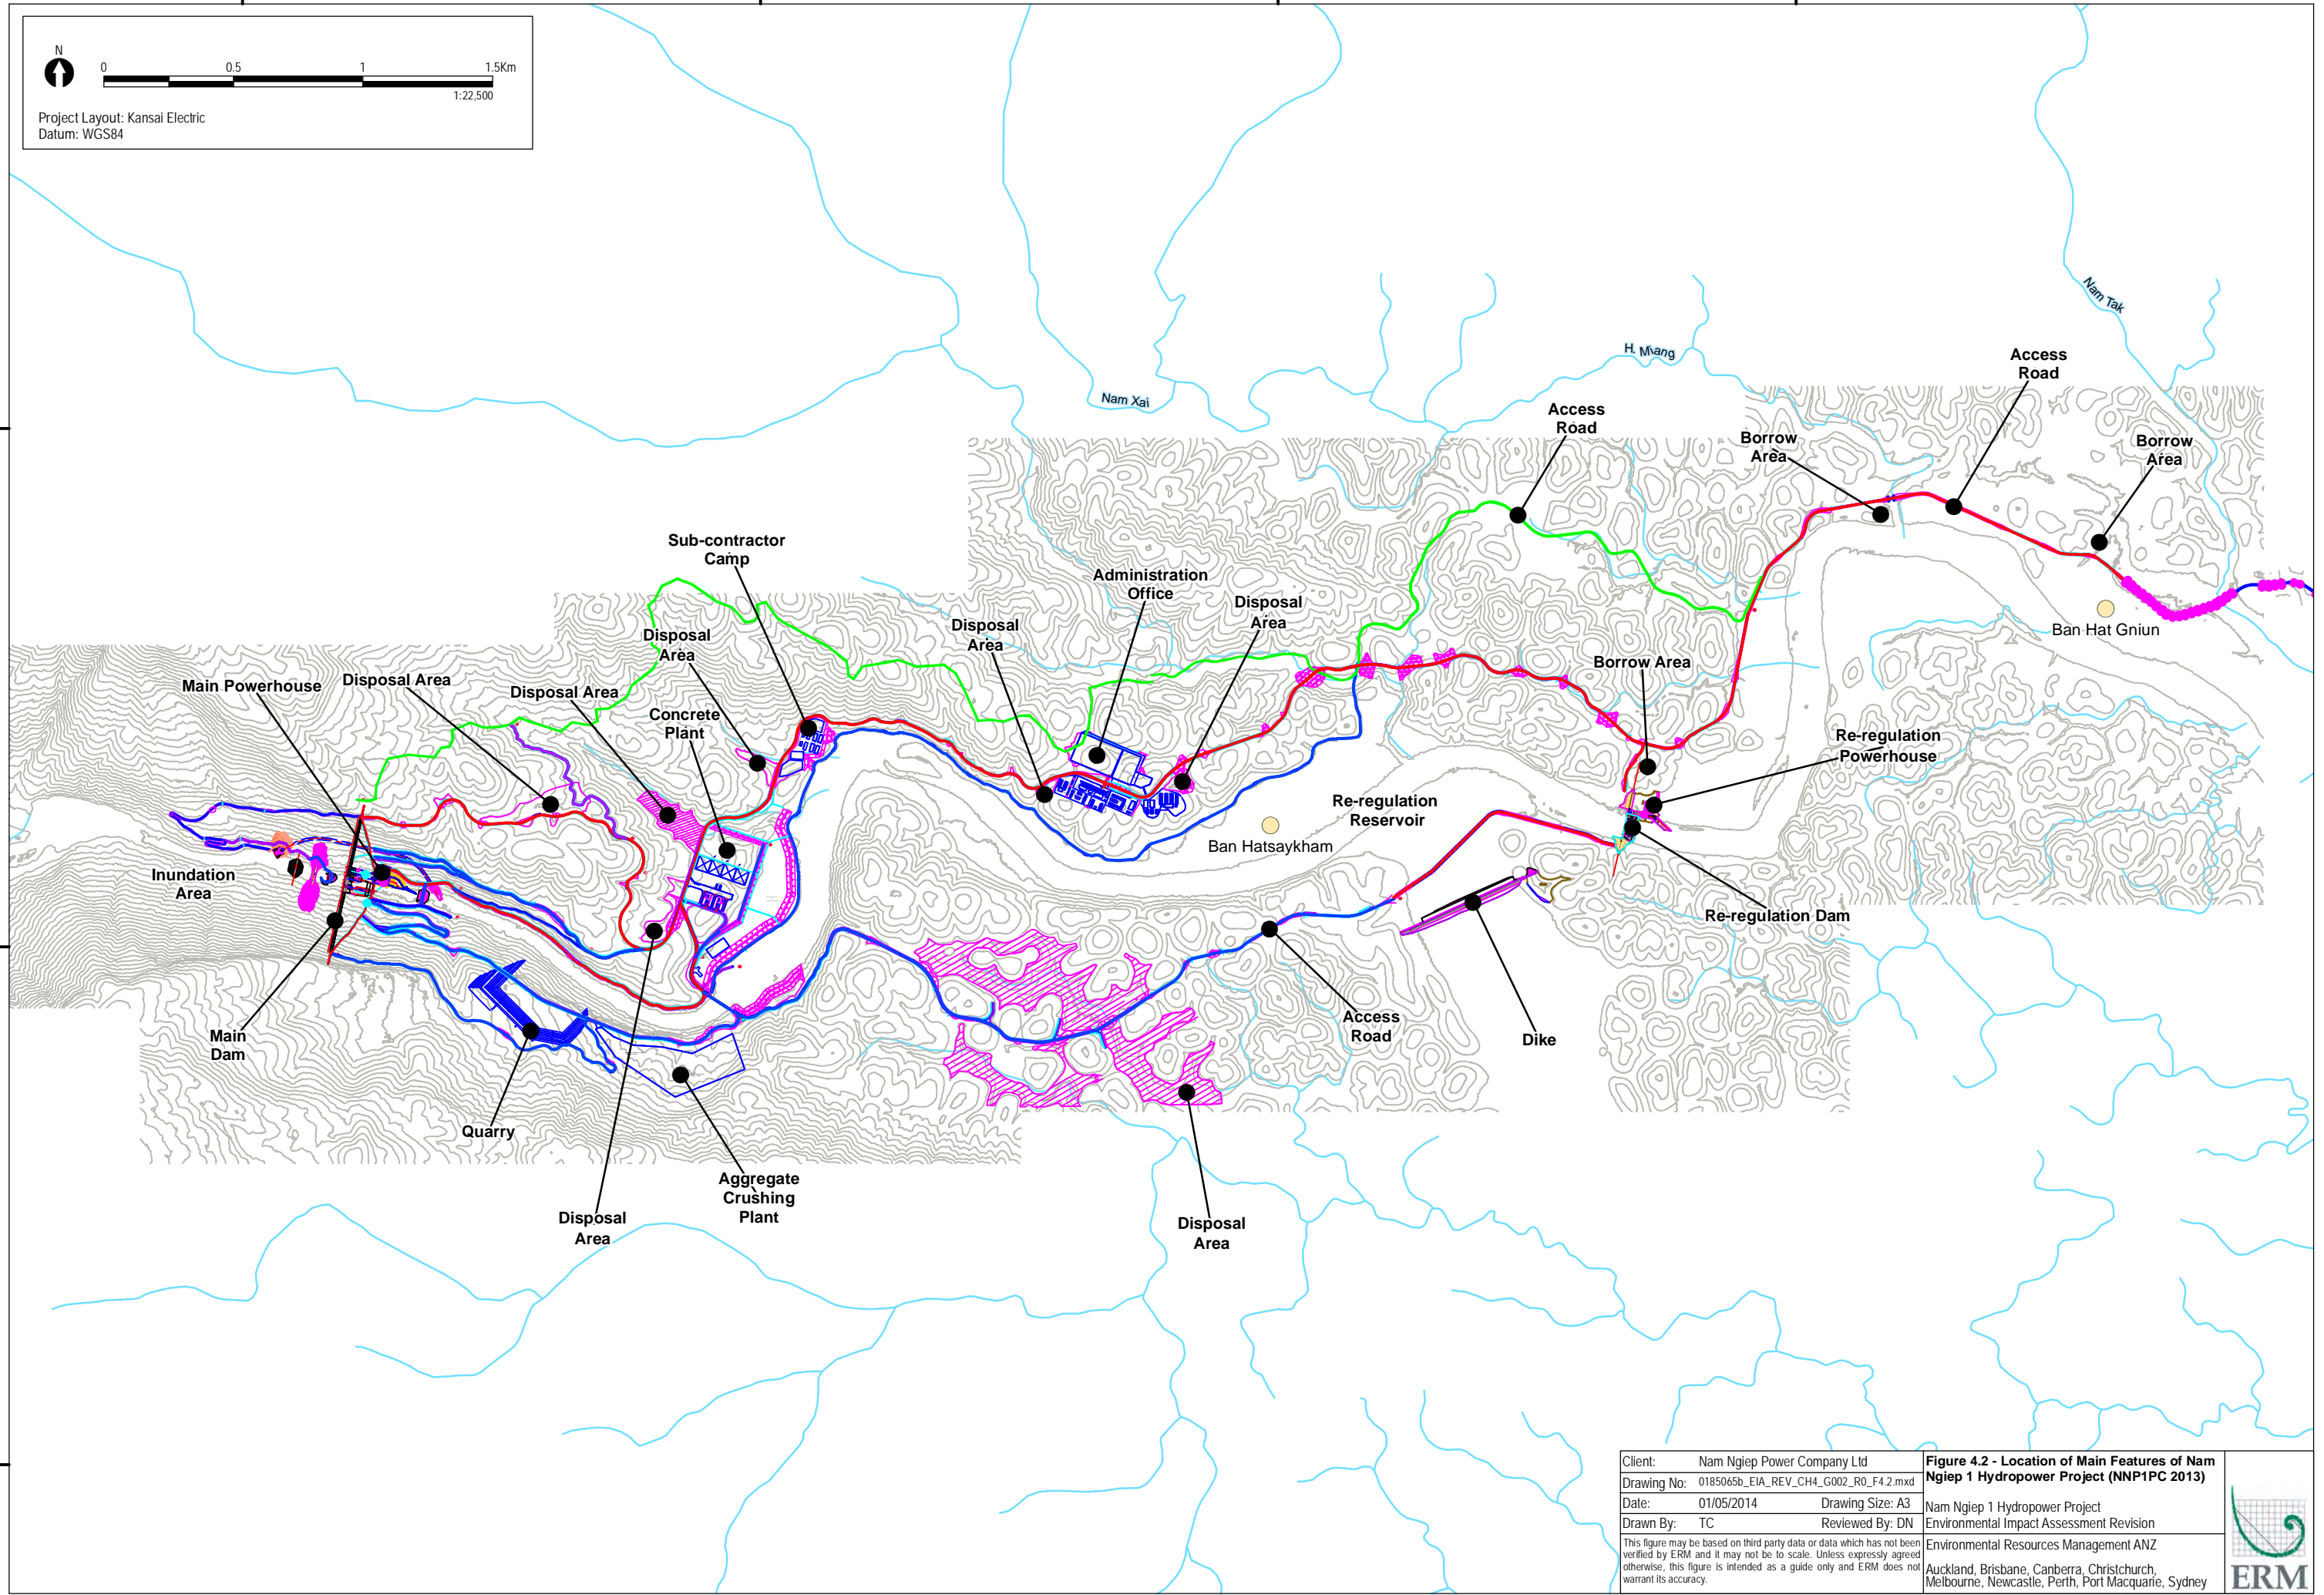 N
0 0.5 1 1.5Km
1:22,500
Project Layout: Kansai Electric
Datum: WGS84
Nam Tak
H. M\ang
Nam Xai
Access
Road
Access
Road
Borrow
Area
Borrow
Area
Sub-contractor
Camp
Administration
Office
Disposal
Area
Disposal
Area
Disposal
Area
Ban Hat Gniun
Borrow Area
Main Powerhouse
Disposal Area
Disposal Area
Concrete
Plant
Re-regulation
Powerhouse
Re-regulation
Reservoir
Ban Hatsaykham
Inundation
Area
Re-regulation Dam
Main
Dam
Access
Road
Dike
Quarry
Aggregate
Crushing
Plant
Disposal
Area
Disposal
Area
Client: Nam Ngiep Power Company Ltd
Drawing No: 0185065b_EIA_REV_CH4_G002_R0_F4.2.mxd
Date: 01/05/2014 Drawing Size: A3
Drawn By: TC Reviewed By: DN
This figure may be based on third party data or data which has not been
verified by ERM and it may not be to scale. Unless expressly agreed
otherwise, this figure is intended as a guide only and ERM does not
warrant its accuracy.
Figure 4.2 - Location of Main Features of Nam
Ngiep 1 Hydropower Project (NNP1PC 2013)
Nam Ngiep 1 Hydropower Project
Environmental Impact Assessment Revision
Environmental Resources Management ANZ
Auckland, Brisbane, Canberra, Christchurch,
Melbourne, Newcastle, Perth, Port Macquarie, Sydney
ERM